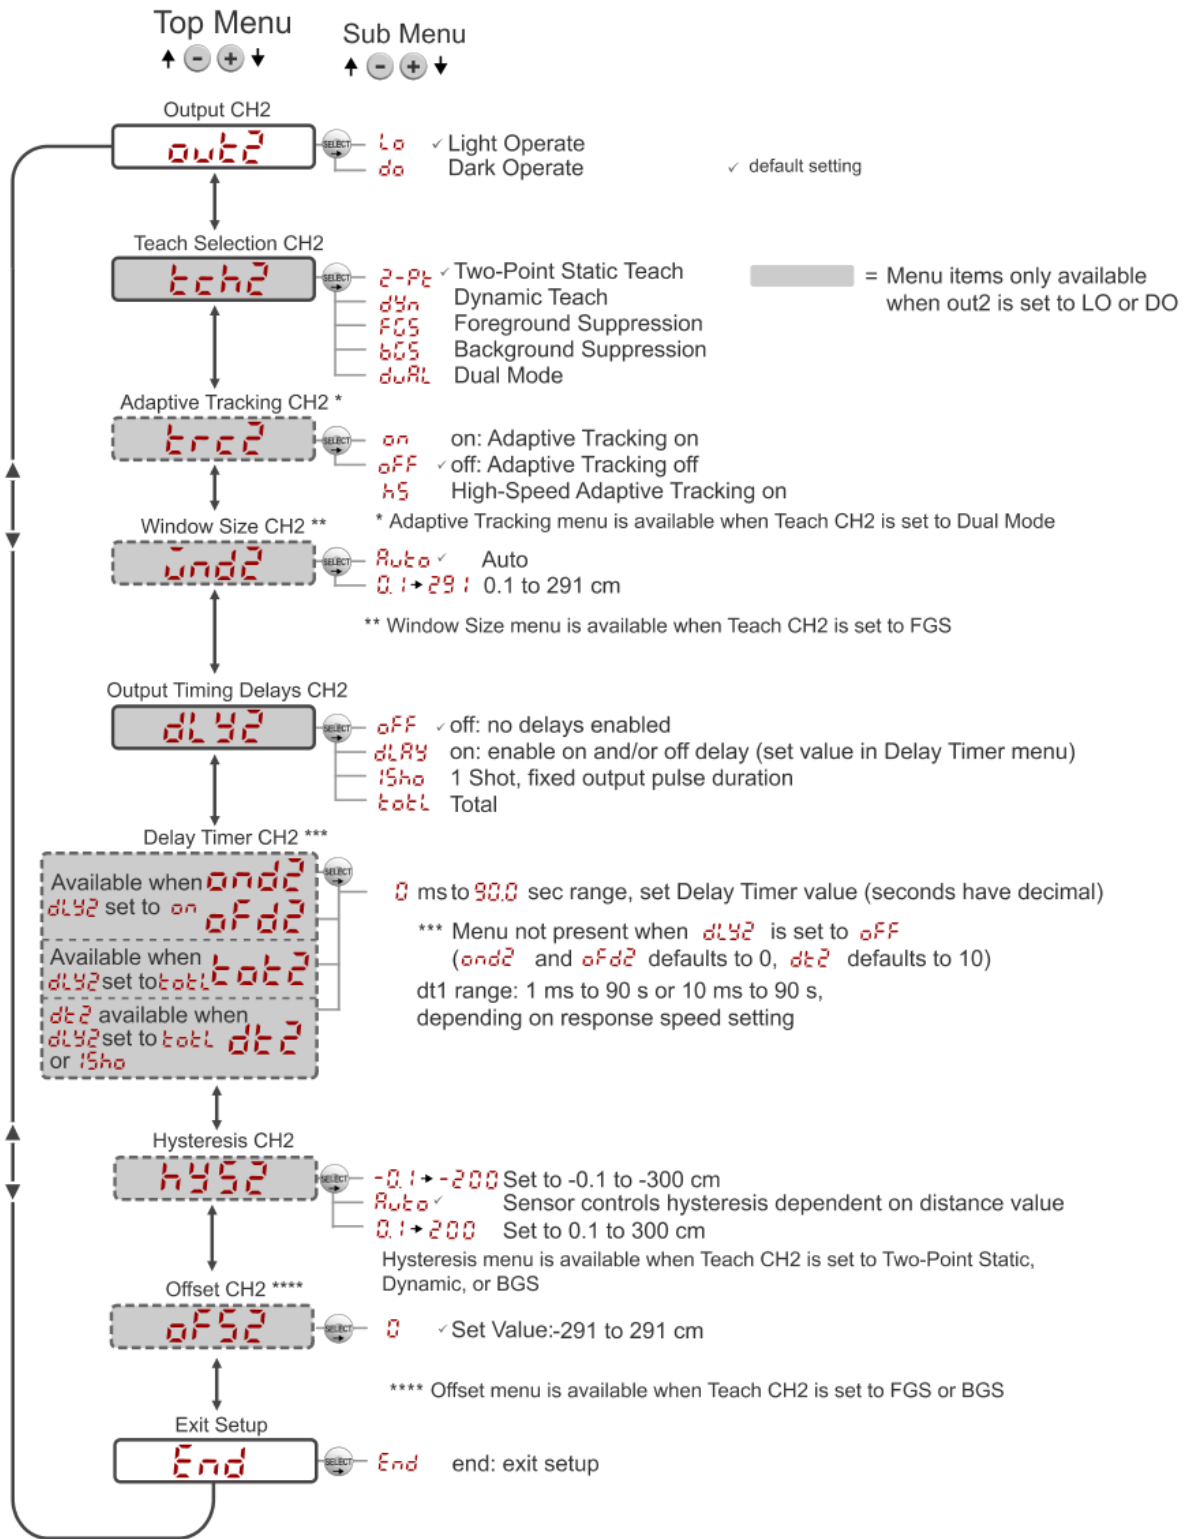 Top Menu
Sub Menu
- +
- +
Output CH2
out2
SELECT
Lo ✓ Light Operate
do Dark Operate
✓ default setting
Teach Selection CH2
tch2
SELECT
2-Pt ✓ Two-Point Static Teach
dYn Dynamic Teach
FGS Foreground Suppression
bGS Background Suppression
duAL Dual Mode
= Menu items only available
when out2 is set to LO or DO
Adaptive Tracking CH2 *
trc2
SELECT
on on: Adaptive Tracking on
oFF ✓ off: Adaptive Tracking off
hS High-Speed Adaptive Tracking on
* Adaptive Tracking menu is available when Teach CH2 is set to Dual Mode
Window Size CH2 **
wnd2
SELECT
Auto ✓ Auto
0.1→291 0.1 to 291 cm
** Window Size menu is available when Teach CH2 is set to FGS
Output Timing Delays CH2
dLY2
SELECT
oFF ✓ off: no delays enabled
dLAY on: enable on and/or off delay (set value in Delay Timer menu)
1Sho 1 Shot, fixed output pulse duration
totL Total
Delay Timer CH2 ***
Available when ond2
dLY2 set to on oFd2
Available when
dLY2 set to totL tot2
dt2 available when
dLY2 set to totL dt2
or 1Sho
SELECT
0 ms to 90.0 sec range, set Delay Timer value (seconds have decimal)
*** Menu not present when dLY2 is set to oFF
(ond2 and oFd2 defaults to 0, dt2 defaults to 10)
dt1 range: 1 ms to 90 s or 10 ms to 90 s,
depending on response speed setting
Hysteresis CH2
hYS2
SELECT
-0.1→-200 Set to -0.1 to -300 cm
Auto ✓ Sensor controls hysteresis dependent on distance value
0.1→200 Set to 0.1 to 300 cm
Hysteresis menu is available when Teach CH2 is set to Two-Point Static,
Dynamic, or BGS
Offset CH2 ****
oFS2
SELECT
0 ✓ Set Value:-291 to 291 cm
**** Offset menu is available when Teach CH2 is set to FGS or BGS
Exit Setup
End
SELECT
End end: exit setup